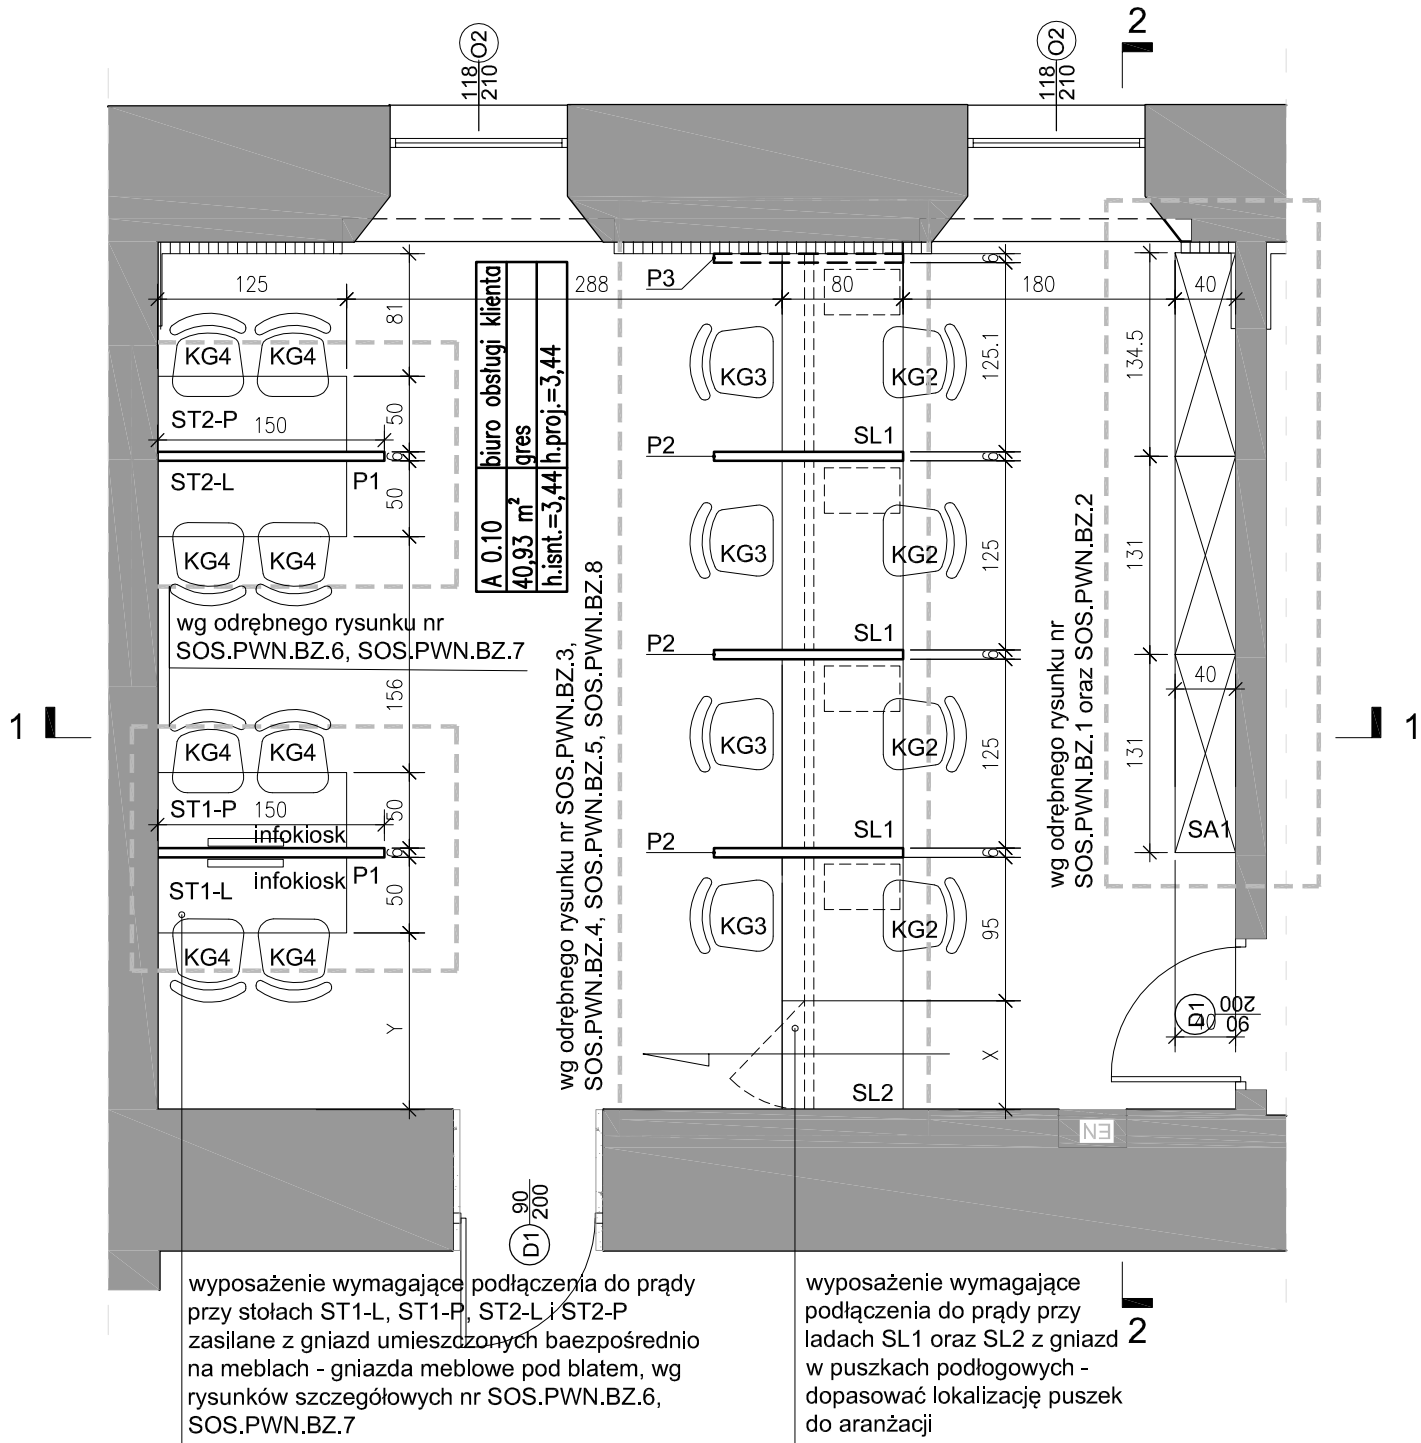 O2
118
210
O2
118
210
2
125
288
80
180
40
P3
6
81
KG4
KG4
KG3
KG2
125.1
134.5
ST2-P
150
50
P2
SL1
6
6
ST2-L
P1
50
KG4
KG4
KG3
KG2
125
131
A 0.10
biuro obsługi klienta
40,93 m²
gres
h.isnt.=3,44
h.proj.=3,44
wg odrębnego rysunku nr
SOS.PWN.BZ.6, SOS.PWN.BZ.7
156
P2
SL1
6
wg odrębnego rysunku nr SOS.PWN.BZ.3,
SOS.PWN.BZ.4, SOS.PWN.BZ.5, SOS.PWN.BZ.8
wg odrębnego rysunku nr
SOS.PWN.BZ.1 oraz SOS.PWN.BZ.2
40
1
1
KG4
KG4
KG3
KG2
125
131
ST1-P
150
50
infokiosk
P2
SL1
SA1
6
6
infokiosk
P1
ST1-L
50
KG4
KG4
KG3
KG2
95
Y
X
D1
90
200
40
SL2
EN
D1
90
200
wyposażenie wymagające podłączenia do prądy
przy stołach ST1-L, ST1-P, ST2-L i ST2-P
zasilane z gniazd umieszczonych baezpośrednio
na meblach - gniazda meblowe pod blatem, wg
rysunków szczegółowych nr SOS.PWN.BZ.6,
SOS.PWN.BZ.7
wyposażenie wymagające
podłączenia do prądy przy
ladach SL1 oraz SL2 z gniazd
w puszkach podłogowych -
dopasować lokalizację puszek
do aranżacji
2